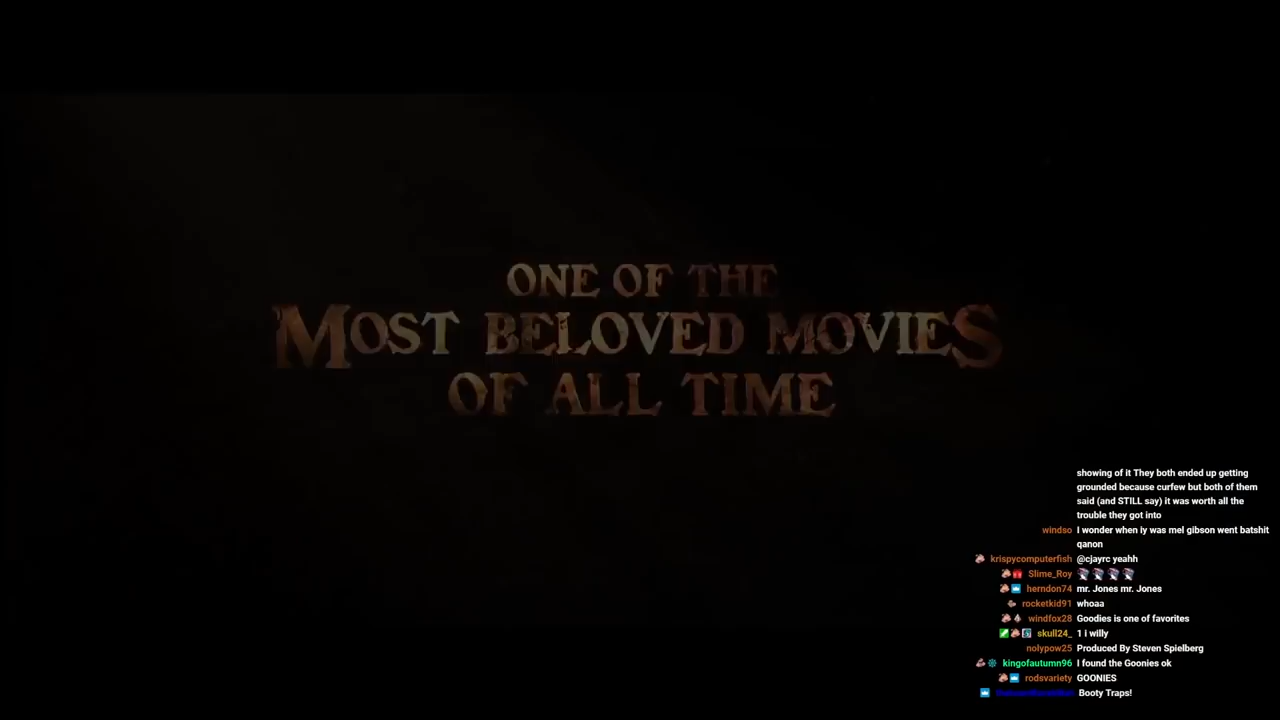 ONE OF THE
MOST BELOVED MOVIES
OF ALL TIME
showing of it They both ended up getting
grounded because curfew but both of them
said (and STILL say) it was worth all the
trouble they got into
windso I wonder when iy was mel gibson went batshit
qanon
krispycomputerfish @cjayrc yeahh
Slime_Roy
herndon74 mr. Jones mr. Jones
rocketkid91 whoaa
windfox28 Goodies is one of favorites
skull24_ 1 i willy
nolypow25 Produced By Steven Spielberg
kingofautumn96 I found the Goonies ok
rodsvariety GOONIES
Booty Traps!